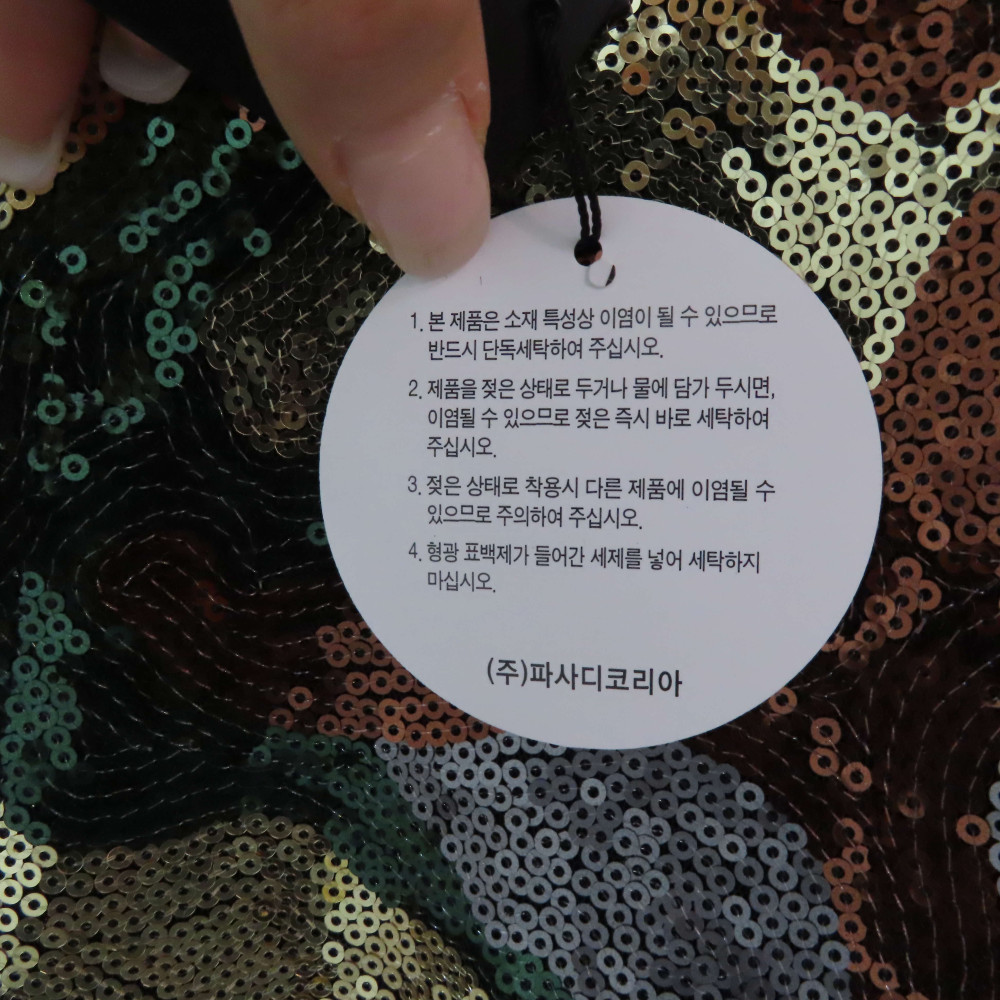 1. 본 제품은 소재 특성상 이염이 될 수 있으므로
반드시 단독세탁하여 주십시오.
2. 제품을 젖은 상태로 두거나 물에 담가 두시면,
이염될 수 있으므로 젖은 즉시 바로 세탁하여
주십시오.
3. 젖은 상태로 착용시 다른 제품에 이염될 수
있으므로 주의하여 주십시오.
4. 형광 표백제가 들어간 세제를 넣어 세탁하지
마십시오.
(주)파사디코리아